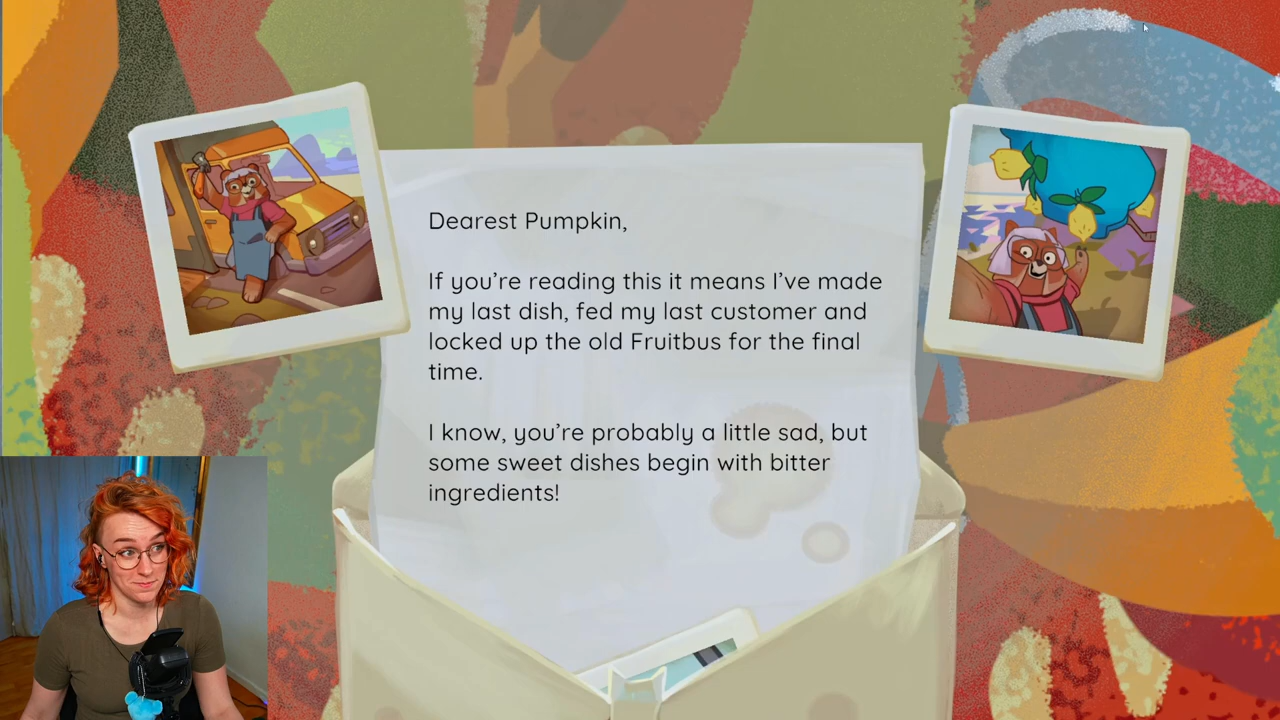 Dearest Pumpkin,
If you’re reading this it means I’ve made
my last dish, fed my last customer and
locked up the old Fruitbus for the final
time.
I know, you’re probably a little sad, but
some sweet dishes begin with bitter
ingredients!